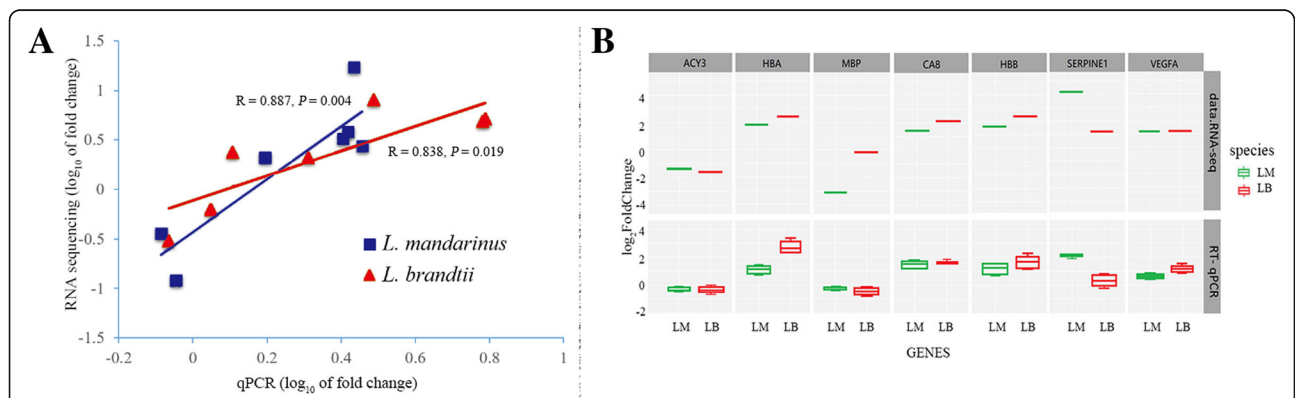 A
RNA sequencing (log10 of fold change)
1.5
1
0.5
0
-0.5
-1
-1.5
R = 0.887, P = 0.004
R = 0.838, P = 0.019
L. mandarinus
L. brandtii
-0.2 0 0.2 0.4 0.6 0.8 1
qPCR (log10 of fold change)
B
ACY3 HBA MBP CA8 HBB SERPINE1 VEGFA
log2FoldChange
4
2
0
-2
-4
data.RNA-seq
4
2
0
-2
RT- qPCR
LM LB LM LB LM LB LM LB LM LB LM LB LM LB
GENES
species
LM
LB